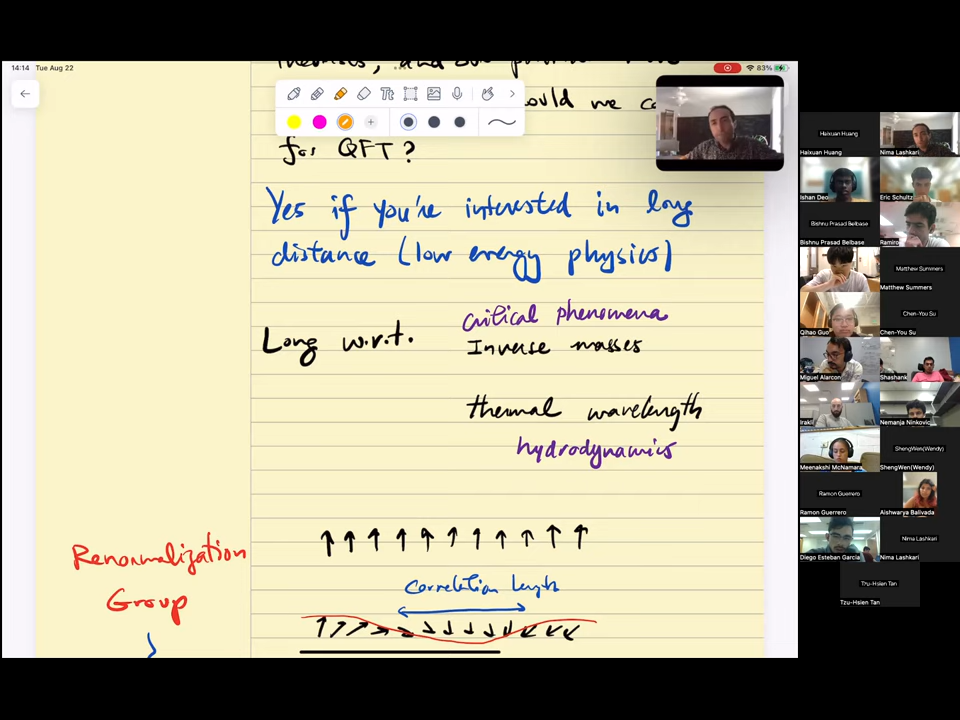 14:14 Tue Aug 22
83%
Tt
for QFT?
Yes if you're interested in long
distance (low energy physics)
critical phenomena
Long w.r.t.
Inverse masses
thermal wavelength
hydrodynamics
Renormalization
Group
correlation length
Haixuan Huang
Haixuan Huang
Nima Lashkari
Ishan Deo
Eric Schultz
Bishnu Prasad Belbase
Bishnu Prasad Belbase
Ramiro
Matthew Summers
Matthew Summers
Qihao Guo
Chen-You Su
Chen-You Su
Miguel Alarcon
Shashank
Irakli
Nemanja Ninkovic
Meenakshi McNamara
ShengWen(Wendy)
ShengWen(Wendy)
Ramon Guerrero
Ramon Guerrero
Aishwarya Balivada
Diego Esteban Garcia
Nima Lashkari
Nima Lashkari
Tzu-Hsien Tan
Tzu-Hsien Tan